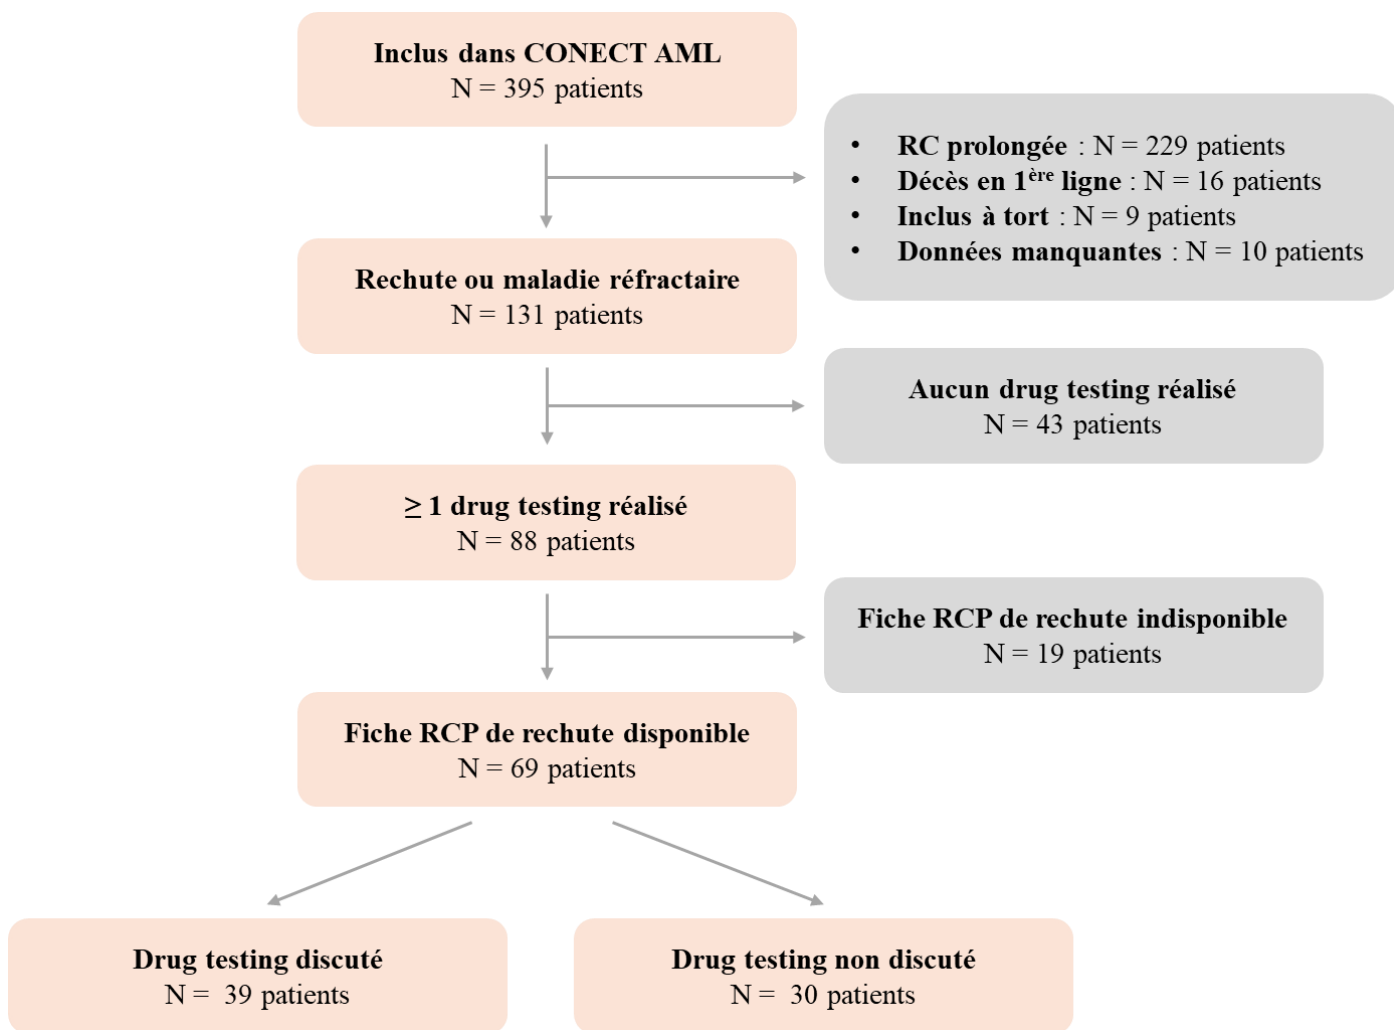 Inclus dans CONECT AML
N = 395 patients
• RC prolongée : N = 229 patients
• Décès en 1ère ligne : N = 16 patients
• Inclus à tort : N = 9 patients
• Données manquantes : N = 10 patients
Rechute ou maladie réfractaire
N = 131 patients
Aucun drug testing réalisé
N = 43 patients
≥ 1 drug testing réalisé
N = 88 patients
Fiche RCP de rechute indisponible
N = 19 patients
Fiche RCP de rechute disponible
N = 69 patients
Drug testing discuté
N = 39 patients
Drug testing non discuté
N = 30 patients